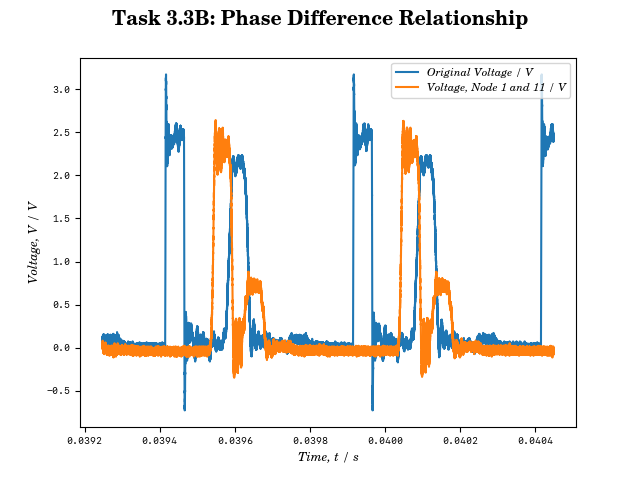 Task 3.3B: Phase Difference Relationship
Original Voltage / V
Voltage, Node 1 and 11 / V
3.0
2.5
2.0
1.5
1.0
0.5
0.0
−0.5
Voltage, V / V
0.0392 0.0394 0.0396 0.0398 0.0400 0.0402 0.0404
Time, t / s